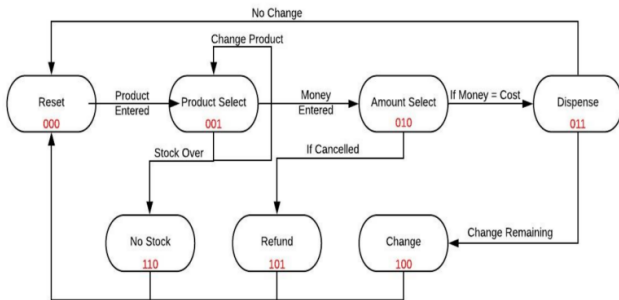 No Change
Change Product
Reset
000
Product
Entered
Product Select
001
Money
Entered
Amount Select
010
If Money = Cost
Dispense
011
Stock Over
If Cancelled
Change Remaining
No Stock
110
Refund
101
Change
100